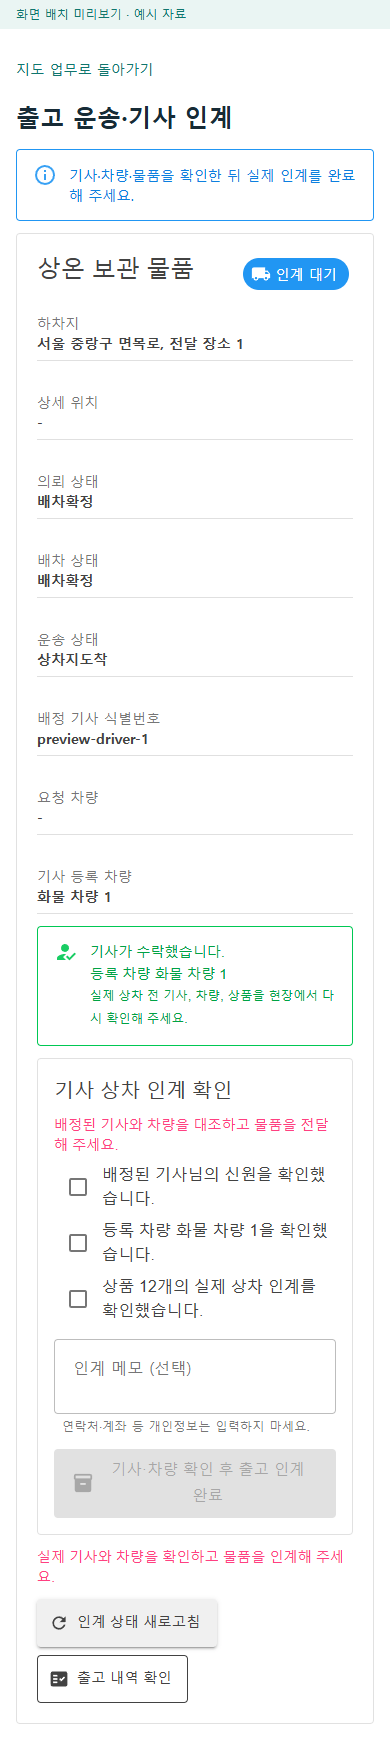 화면 배치 미리보기 · 예시 자료
지도 업무로 돌아가기
출고 운송·기사 인계
기사·차량·물품을 확인한 뒤 실제 인계를 완료
해 주세요.
상온 보관 물품
인계 대기
하차지
서울 중랑구 면목로, 전달 장소 1
상세 위치
-
의뢰 상태
배차확정
배차 상태
배차확정
운송 상태
상차지도착
배정 기사 식별번호
preview-driver-1
요청 차량
-
기사 등록 차량
화물 차량 1
기사가 수락했습니다.
등록 차량 화물 차량 1
실제 상차 전 기사, 차량, 상품을 현장에서 다
시 확인해 주세요.
기사 상차 인계 확인
배정된 기사와 차량을 대조하고 물품을 전달
해 주세요.
배정된 기사님의 신원을 확인했
습니다.
등록 차량 화물 차량 1을 확인했
습니다.
상품 12개의 실제 상차 인계를
확인했습니다.
인계 메모 (선택)
연락처·계좌 등 개인정보는 입력하지 마세요.
기사·차량 확인 후 출고 인계
완료
실제 기사와 차량을 확인하고 물품을 인계해 주세
요.
인계 상태 새로고침
출고 내역 확인